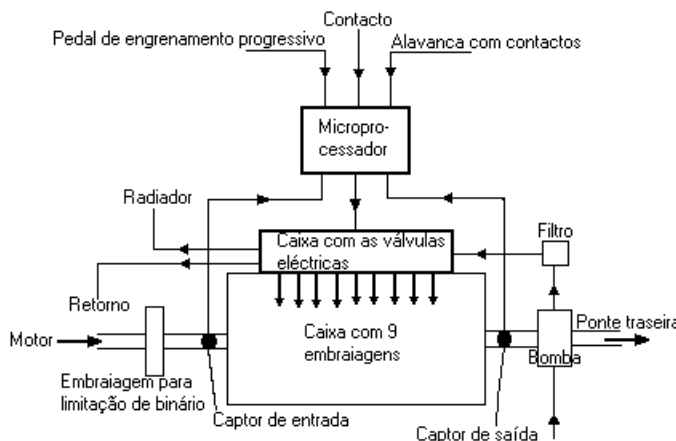 Contacto
Pedal de engrenamento progressivo
Alavanca com contactos
Micropro-
cessador
Radiador
Filtro
Caixa com as válvulas
eléctricas
Retorno
Motor
Caixa com 9
embraiagens
Ponte traseira
Bomba
Embraiagem para
limitação de binário
Captor de entrada
Captor de saída